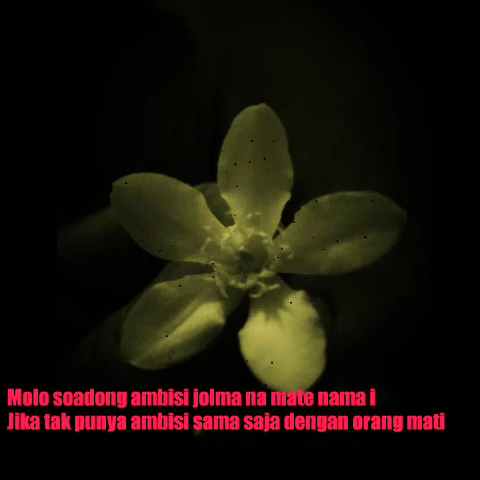 Molo soadong ambisi jolma na mate nama i
Jika tak punya ambisi sama saja dengan orang mati